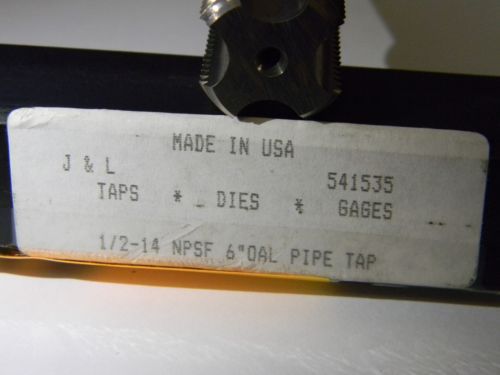 MADE IN USA
J & L 541535
TAPS * DIES * GAGES
1/2-14 NPSF 6"OAL PIPE TAP